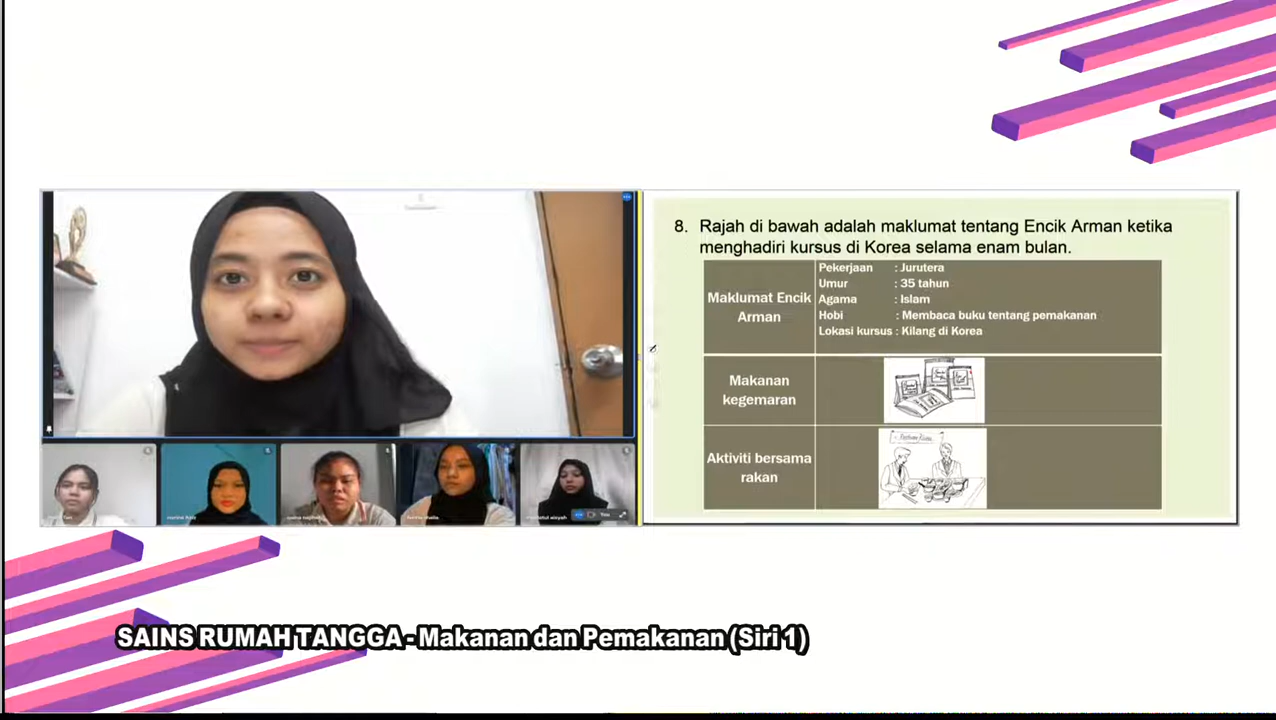 8. Rajah di bawah adalah maklumat tentang Encik Arman ketika
menghadiri kursus di Korea selama enam bulan.
Maklumat Encik
Arman
Pekerjaan : Jurutera
Umur : 35 tahun
Agama : Islam
Hobi : Membaca buku tentang pemakanan
Lokasi kursus : Kilang di Korea
Makanan
kegemaran
Aktiviti bersama
rakan
You
SAINS RUMAH TANGGA - Makanan dan Pemakanan (Siri 1)